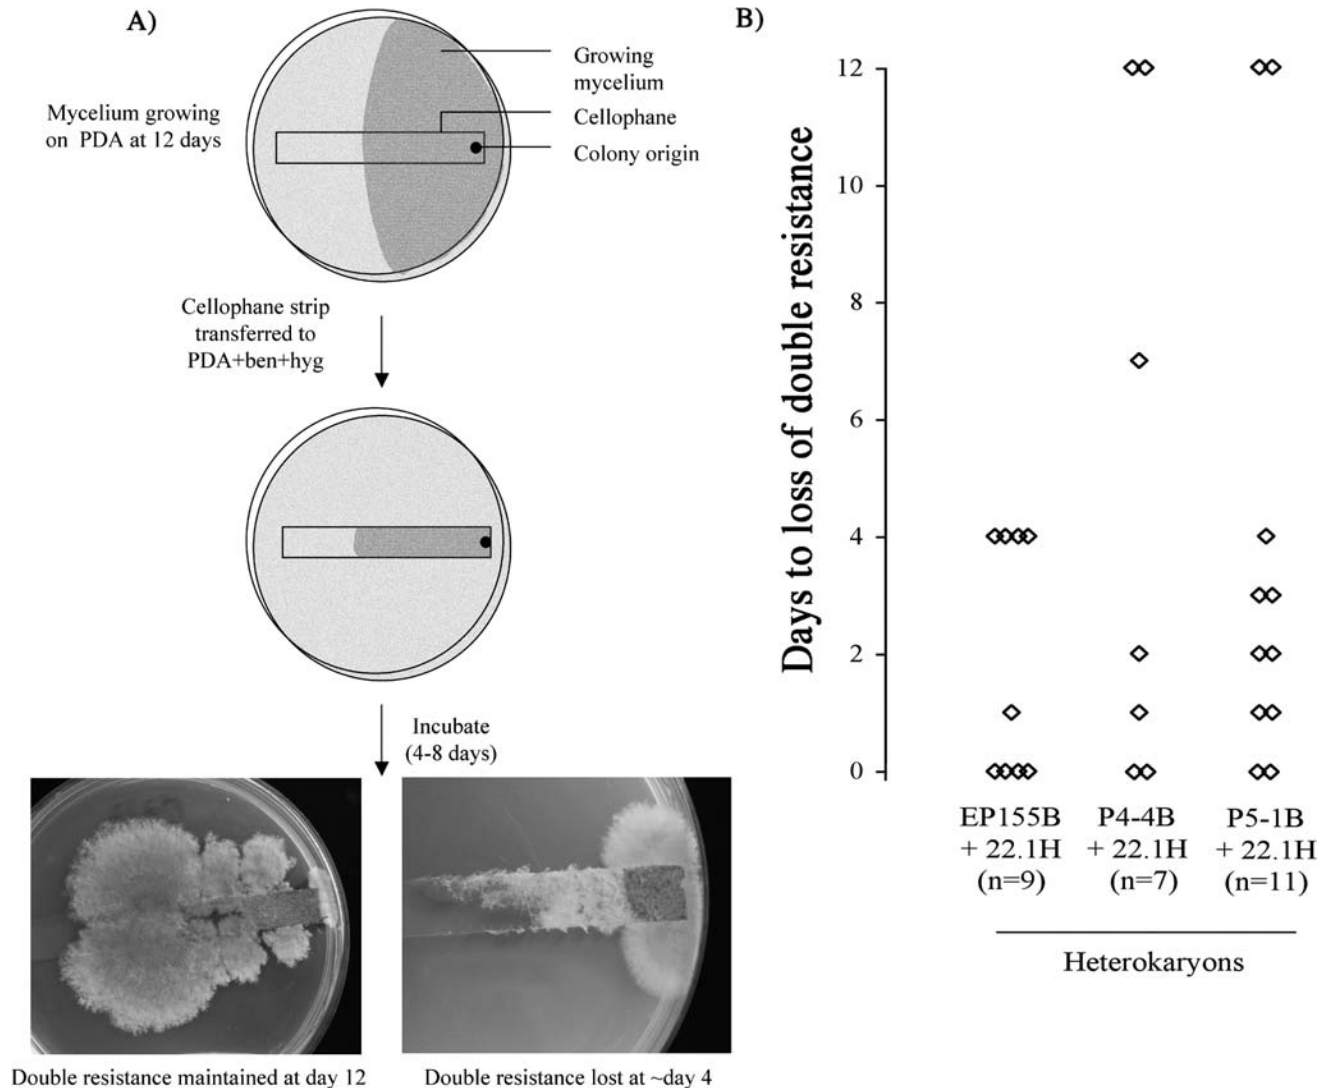 A)
Growing
mycelium
Cellophane
Colony origin
Mycelium growing
on PDA at 12 days
Cellophane strip
transferred to
PDA+ben+hyg
Incubate
(4-8 days)
Double resistance maintained at day 12
Double resistance lost at ~day 4
B)
Days to loss of double resistance
12
10
8
6
4
2
0
EP155B P4-4B P5-1B
+ 22.1H + 22.1H + 22.1H
(n=9) (n=7) (n=11)
Heterokaryons